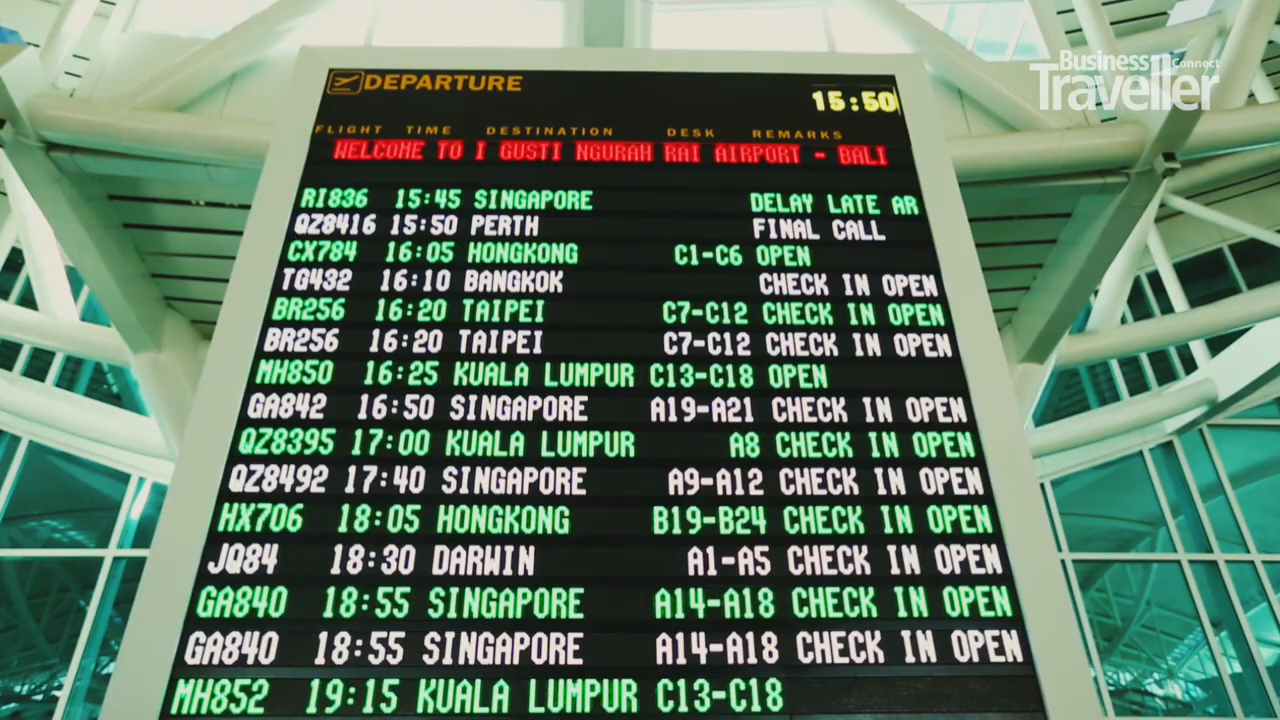 Business Connect
Traveller
DEPARTURE
15:50
FLIGHT TIME DESTINATION DESK REMARKS
WELCOME TO I GUSTI NGURAH RAI AIRPORT - BALI
RI836 15:45 SINGAPORE DELAY LATE AR
QZ8416 15:50 PERTH FINAL CALL
CX784 16:05 HONGKONG C1-C6 OPEN
TG432 16:10 BANGKOK CHECK IN OPEN
BR256 16:20 TAIPEI C7-C12 CHECK IN OPEN
BR256 16:20 TAIPEI C7-C12 CHECK IN OPEN
MH850 16:25 KUALA LUMPUR C13-C18 OPEN
GA842 16:50 SINGAPORE A19-A21 CHECK IN OPEN
QZ8395 17:00 KUALA LUMPUR A8 CHECK IN OPEN
QZ8492 17:40 SINGAPORE A9-A12 CHECK IN OPEN
HX706 18:05 HONGKONG B19-B24 CHECK IN OPEN
JQ84 18:30 DARWIN A1-A5 CHECK IN OPEN
GA840 18:55 SINGAPORE A14-A18 CHECK IN OPEN
GA840 18:55 SINGAPORE A14-A18 CHECK IN OPEN
MH852 19:15 KUALA LUMPUR C13-C18